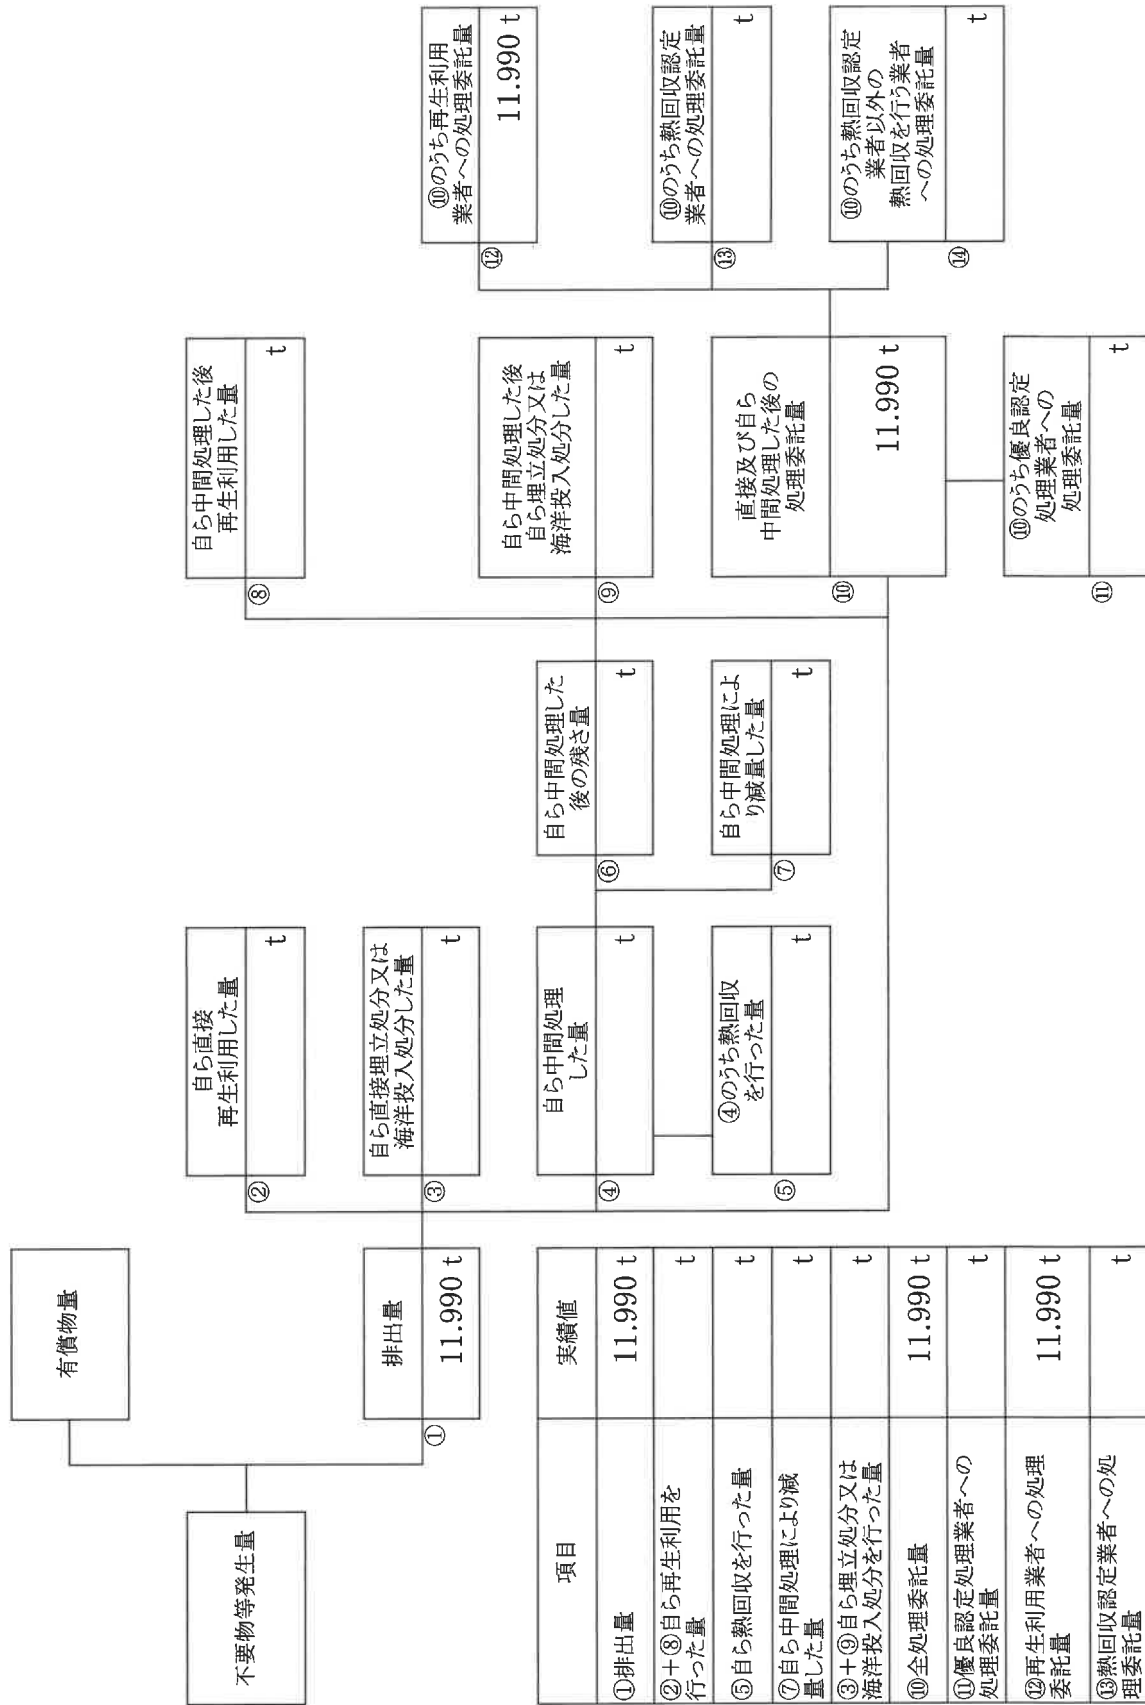 有償物量
不要物等発生量
排出量
①
11.990 t
自ら直接
再生利用した量
②
t
自ら直接埋立処分又は
海洋投入処分した量
③
t
自ら中間処理
した量
④
t
④のうち熱回収
を行った量
⑤
t
自ら中間処理した
後の残さ量
⑥
t
自ら中間処理によ
り減量した量
⑦
t
自ら中間処理した後
再生利用した量
⑧
t
自ら中間処理した後
自ら埋立処分又は
海洋投入処分した量
⑨
t
直接及び自ら
中間処理した後の
処理委託量
⑩
11.990 t
⑩のうち優良認定
処理業者への
処理委託量
⑪
t
⑩のうち再生利用
業者への処理委託量
⑫
11.990 t
⑩のうち熱回収認定
業者への処理委託量
⑬
t
⑩のうち熱回収認定
業者以外の
熱回収を行う業者
への処理委託量
⑭
t
項目 実績値
①排出量 11.990 t
②+⑧自ら再生利用を
行った量 t
⑤自ら熱回収を行った量 t
⑦自ら中間処理により減
量した量 t
③+⑨自ら埋立処分又は
海洋投入処分を行った量 t
⑩全処理委託量 11.990 t
⑪優良認定処理業者への
処理委託量 t
⑫再生利用業者への処理
委託量 11.990 t
⑬熱回収認定業者への処
理委託量 t